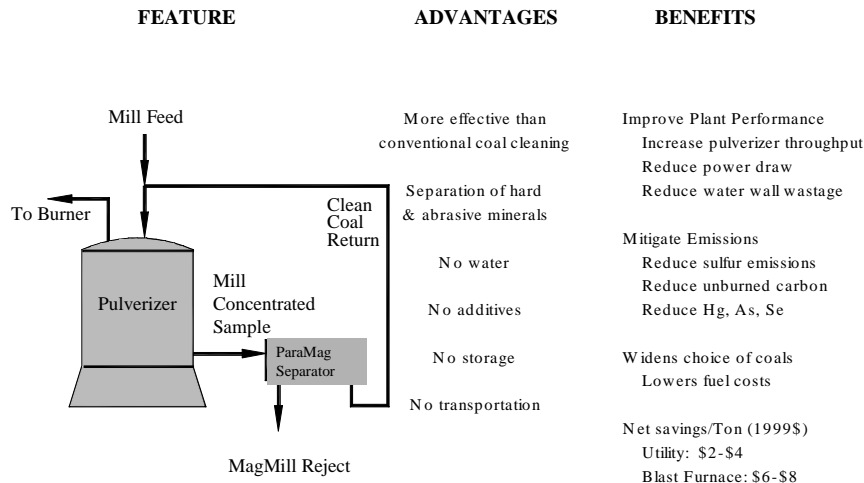 FEATURE
Mill Feed
To Burner
Clean
Coal
Return
Pulverizer
Mill
Concentrated
Sample
ParaMag
Separator
MagMill Reject
ADVANTAGES
More effective than
conventional coal cleaning
Separation of hard
& abrasive minerals
No water
No additives
No storage
No transportation
BENEFITS
Improve Plant Performance
Increase pulverizer throughput
Reduce power draw
Reduce water wall wastage
Mitigate Emissions
Reduce sulfur emissions
Reduce unburned carbon
Reduce Hg, As, Se
Widens choice of coals
Lowers fuel costs
Net savings/Ton (1999$)
Utility: $2-$4
Blast Furnace: $6-$8